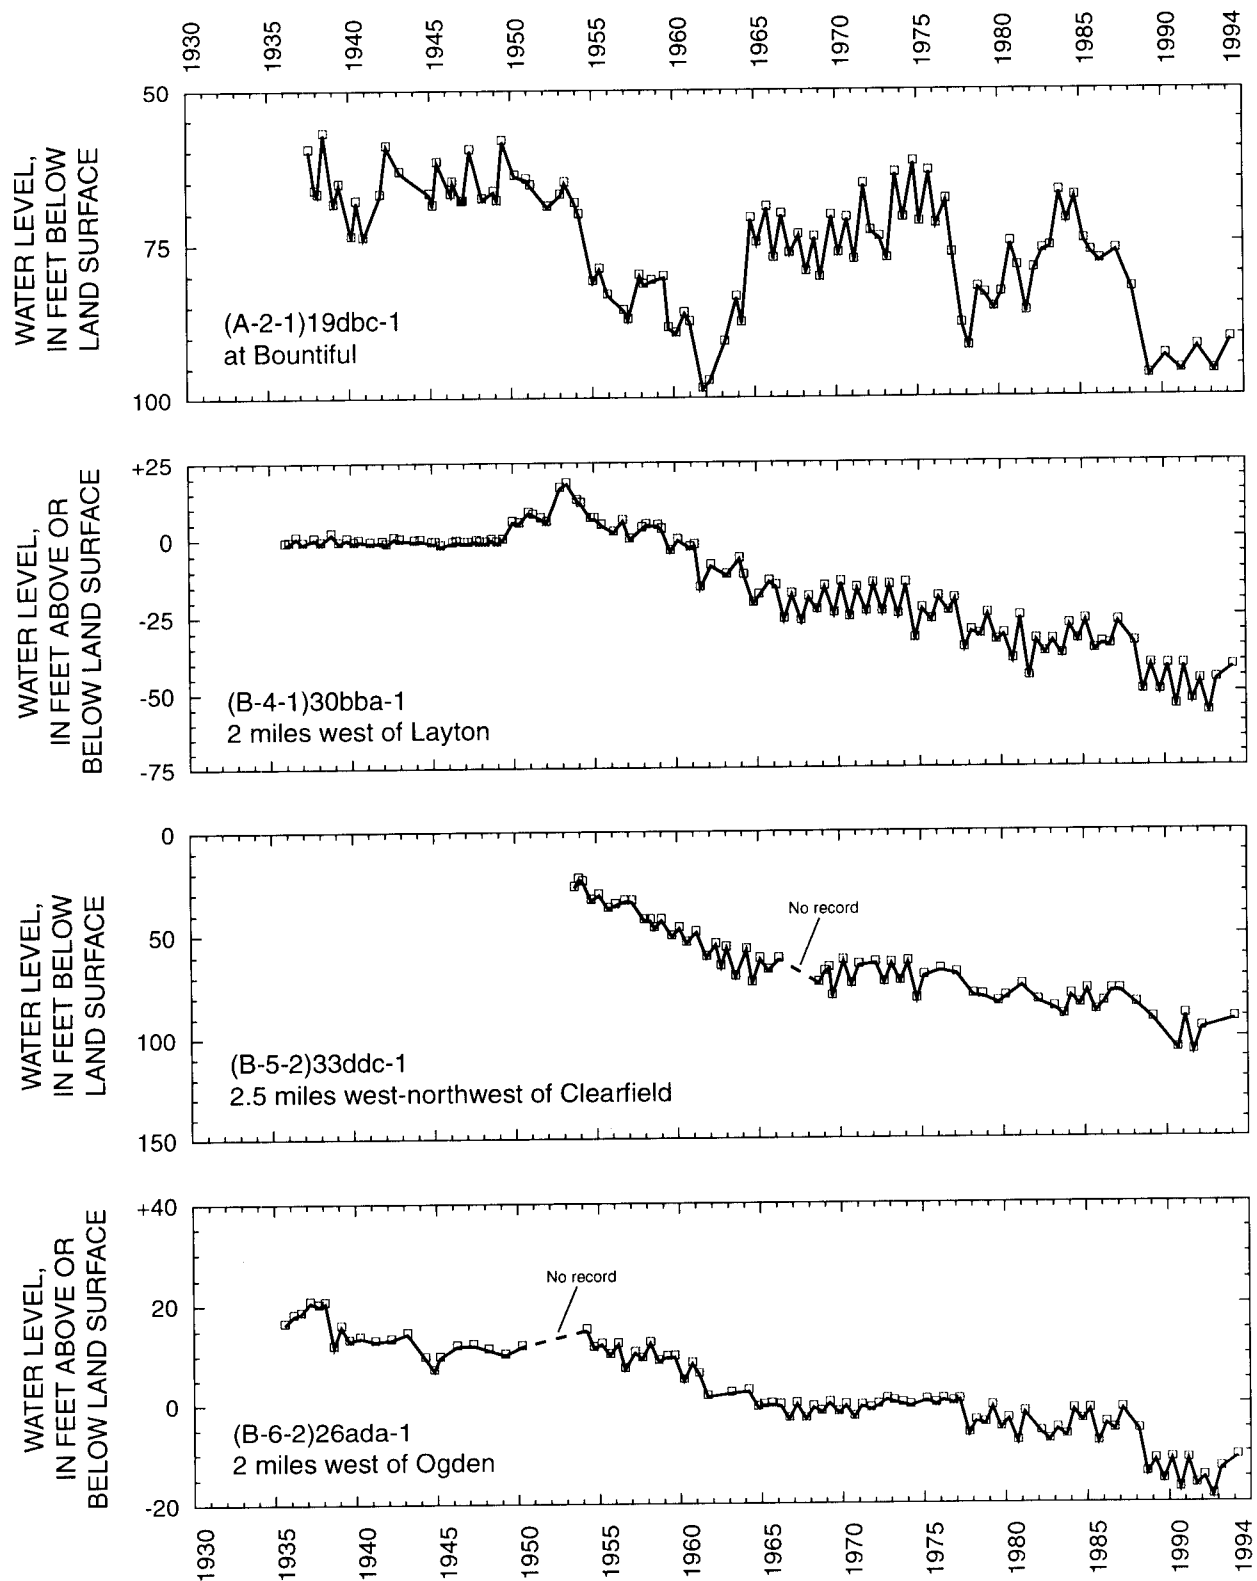 1930 1935 1940 1945 1950 1955 1960 1965 1970 1975 1980 1985 1990 1994
WATER LEVEL,
IN FEET BELOW
LAND SURFACE
50
75
100
(A-2-1)19dbc-1
at Bountiful
WATER LEVEL,
IN FEET ABOVE OR
BELOW LAND SURFACE
+25
0
-25
-50
-75
(B-4-1)30bba-1
2 miles west of Layton
WATER LEVEL,
IN FEET BELOW
LAND SURFACE
0
50
100
150
No record
(B-5-2)33ddc-1
2.5 miles west-northwest of Clearfield
WATER LEVEL,
IN FEET ABOVE OR
BELOW LAND SURFACE
+40
20
0
-20
No record
(B-6-2)26ada-1
2 miles west of Ogden
1930 1935 1940 1945 1950 1955 1960 1965 1970 1975 1980 1985 1990 1994